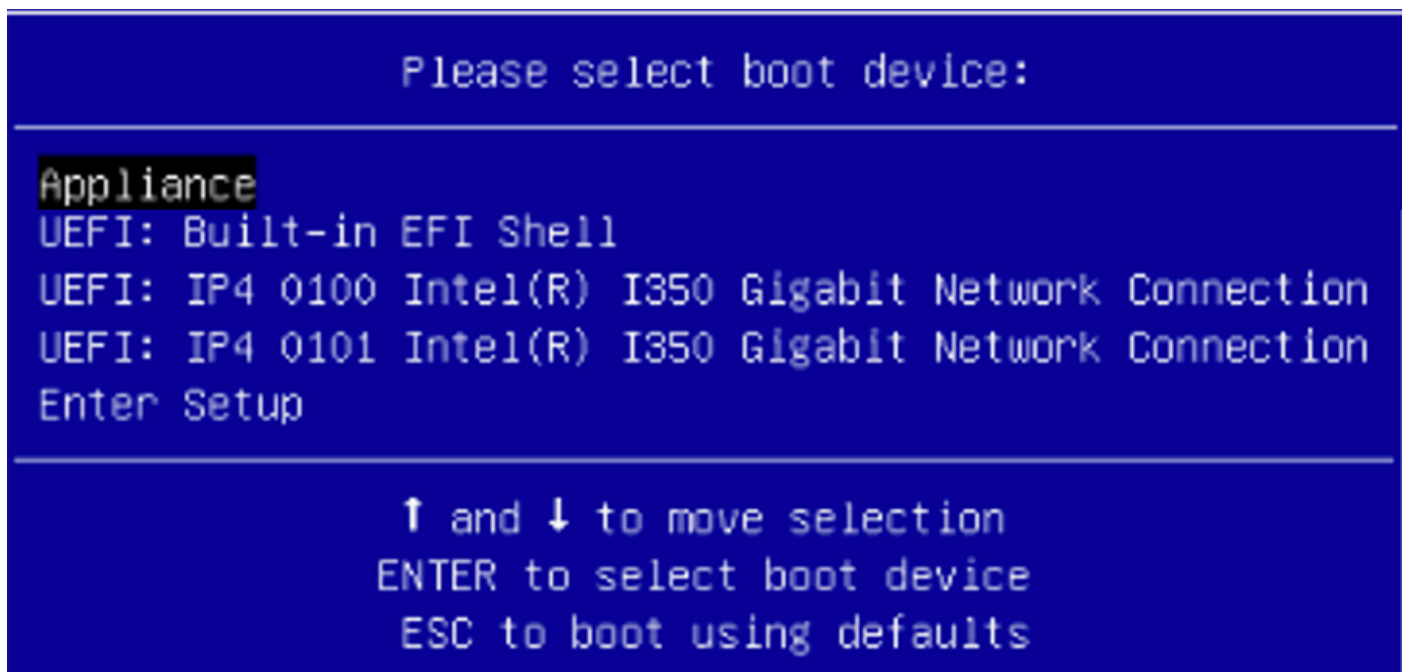 Please select boot device:
Appliance
UEFI: Built-in EFI Shell
UEFI: IP4 0100 Intel(R) I350 Gigabit Network Connection
UEFI: IP4 0101 Intel(R) I350 Gigabit Network Connection
Enter Setup
↑ and ↓ to move selection
ENTER to select boot device
ESC to boot using defaults